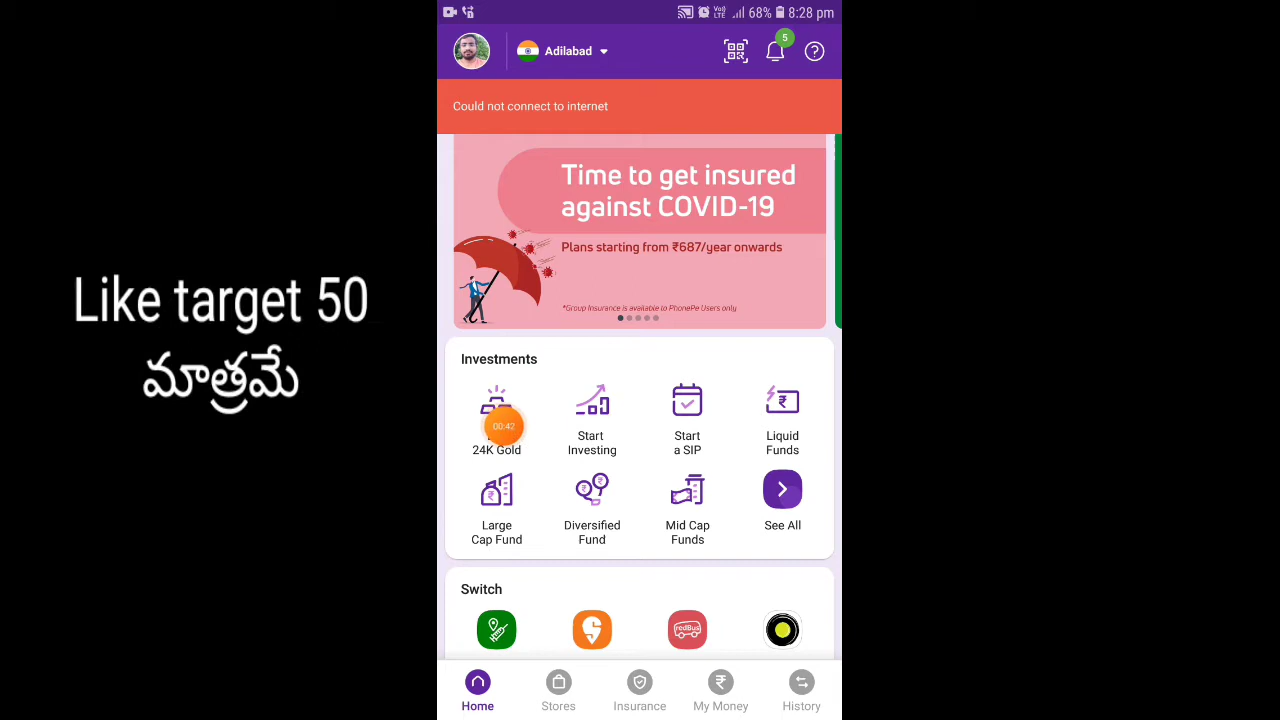 Like target 50
మాత్రమే
Vo)) LTE 68% 8:28 pm
Adilabad
5
Could not connect to internet
Time to get insured
against COVID-19
Plans starting from ₹687/year onwards
*Group Insurance is available to PhonePe Users only
Investments
00:42
24K Gold
Start
Investing
Start
a SIP
Liquid
Funds
Large
Cap Fund
Diversified
Fund
Mid Cap
Funds
See All
Switch
redBus
Home
Stores
Insurance
My Money
History